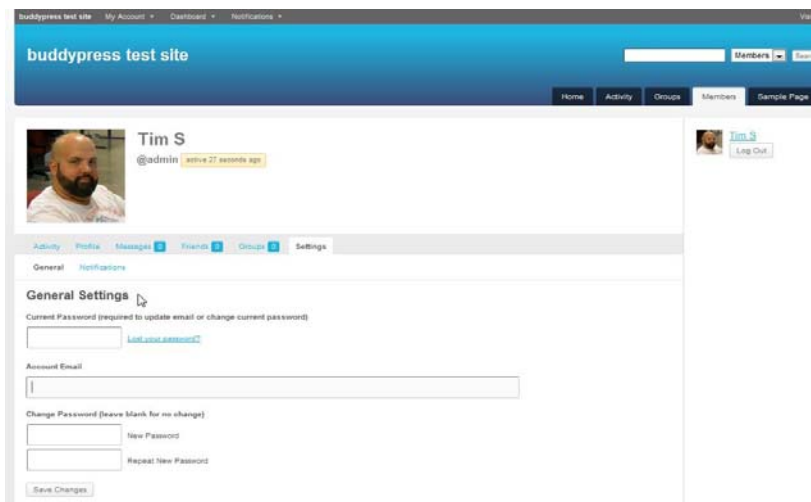 buddypress test site My Account Dashboard Notifications
buddypress test site
Members
Home Activity Groups Members Sample Page
Tim S
@admin active 27 seconds ago
Tim S
Log Out
Activity Profile Messages 0 Friends 0 Groups 0 Settings
General Notifications
General Settings
Current Password (required to update email or change current password)
Lost your password?
Account Email
Change Password (leave blank for no change)
New Password
Repeat New Password
Save Changes